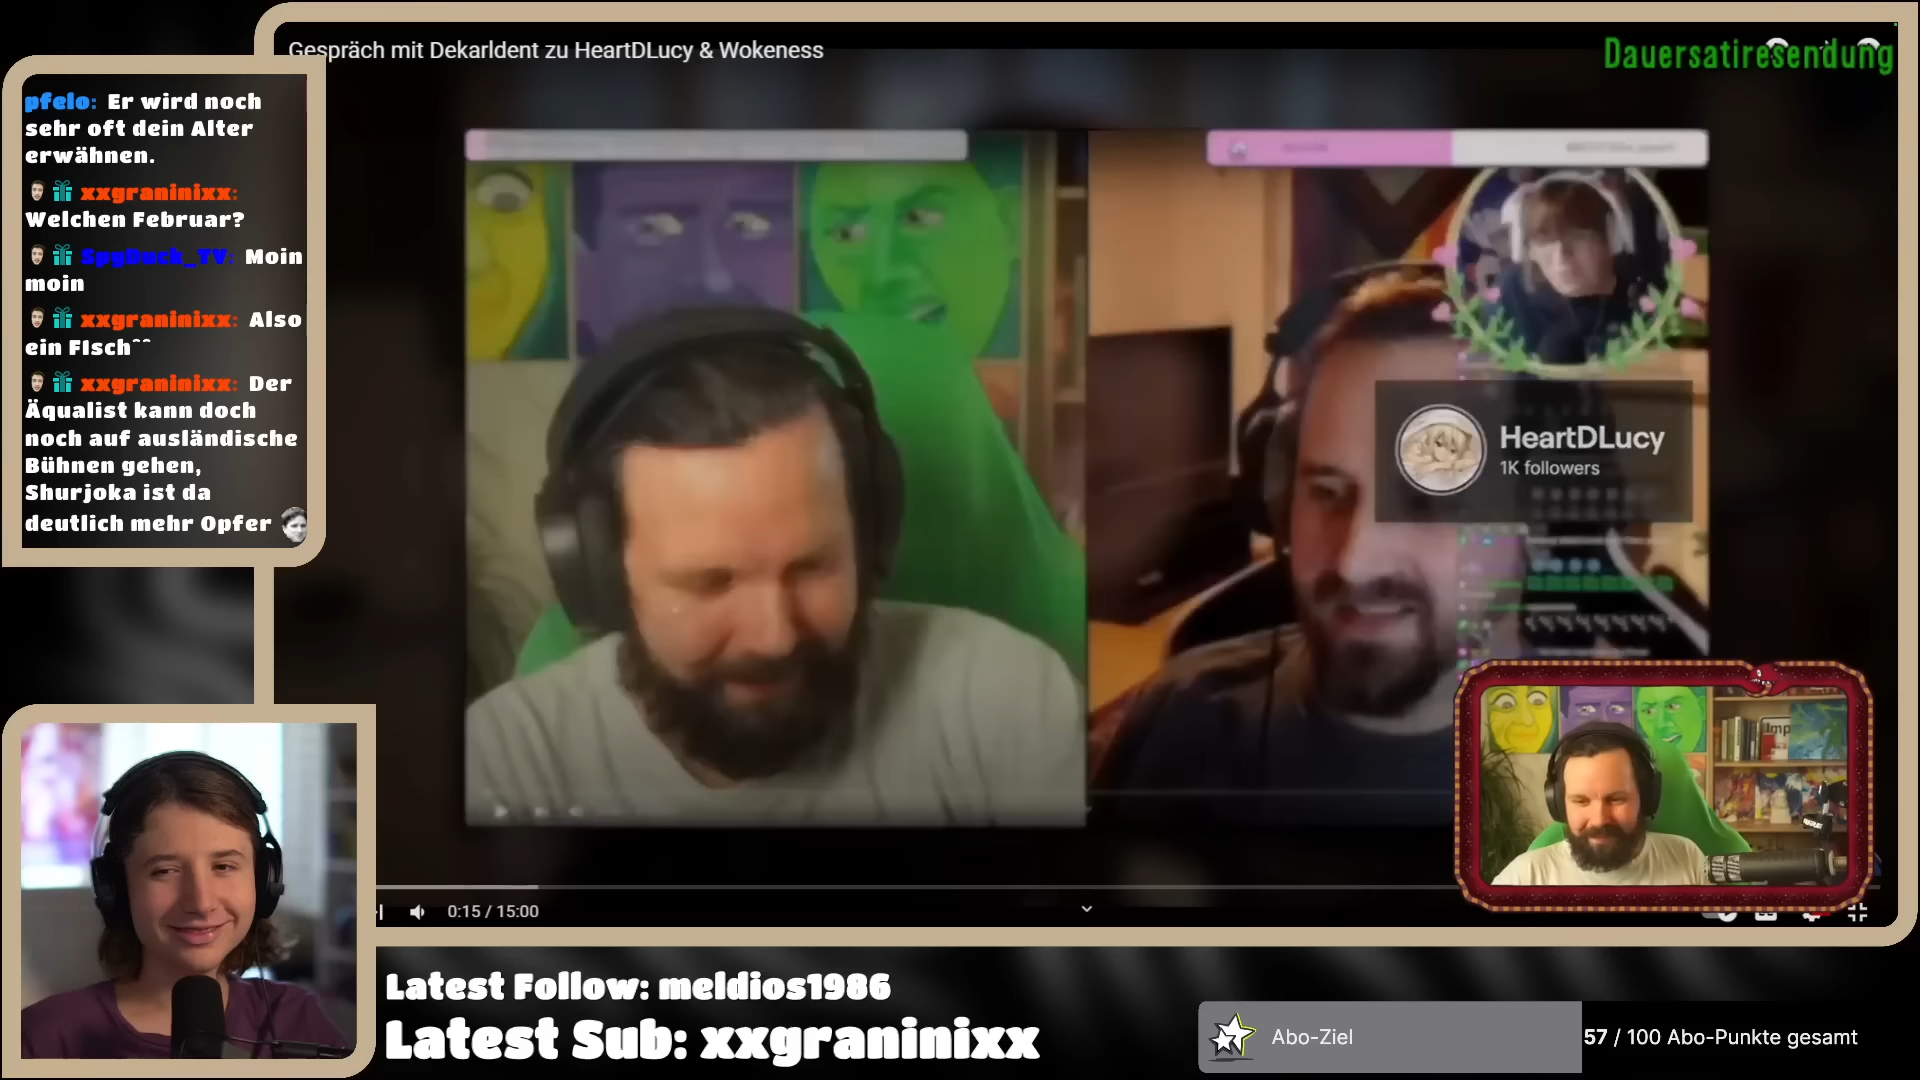 Gespräch mit Dekarldent zu HeartDLucy & Wokeness
Dauersatiresendung
pfelo: Er wird noch
sehr oft dein Alter
erwähnen.
xxgraninixx:
Welchen Februar?
SpyDuck_TV: Moin
moin
xxgraninixx: Also
ein FIsch^^
xxgraninixx: Der
Äqualist kann doch
noch auf ausländische
Bühnen gehen,
Shurjoka ist da
deutlich mehr Opfer
HeartDLucy
1K followers
Imp
0:15 / 15:00
Latest Follow: meldios1986
Latest Sub: xxgraninixx
Abo-Ziel
57 / 100 Abo-Punkte gesamt